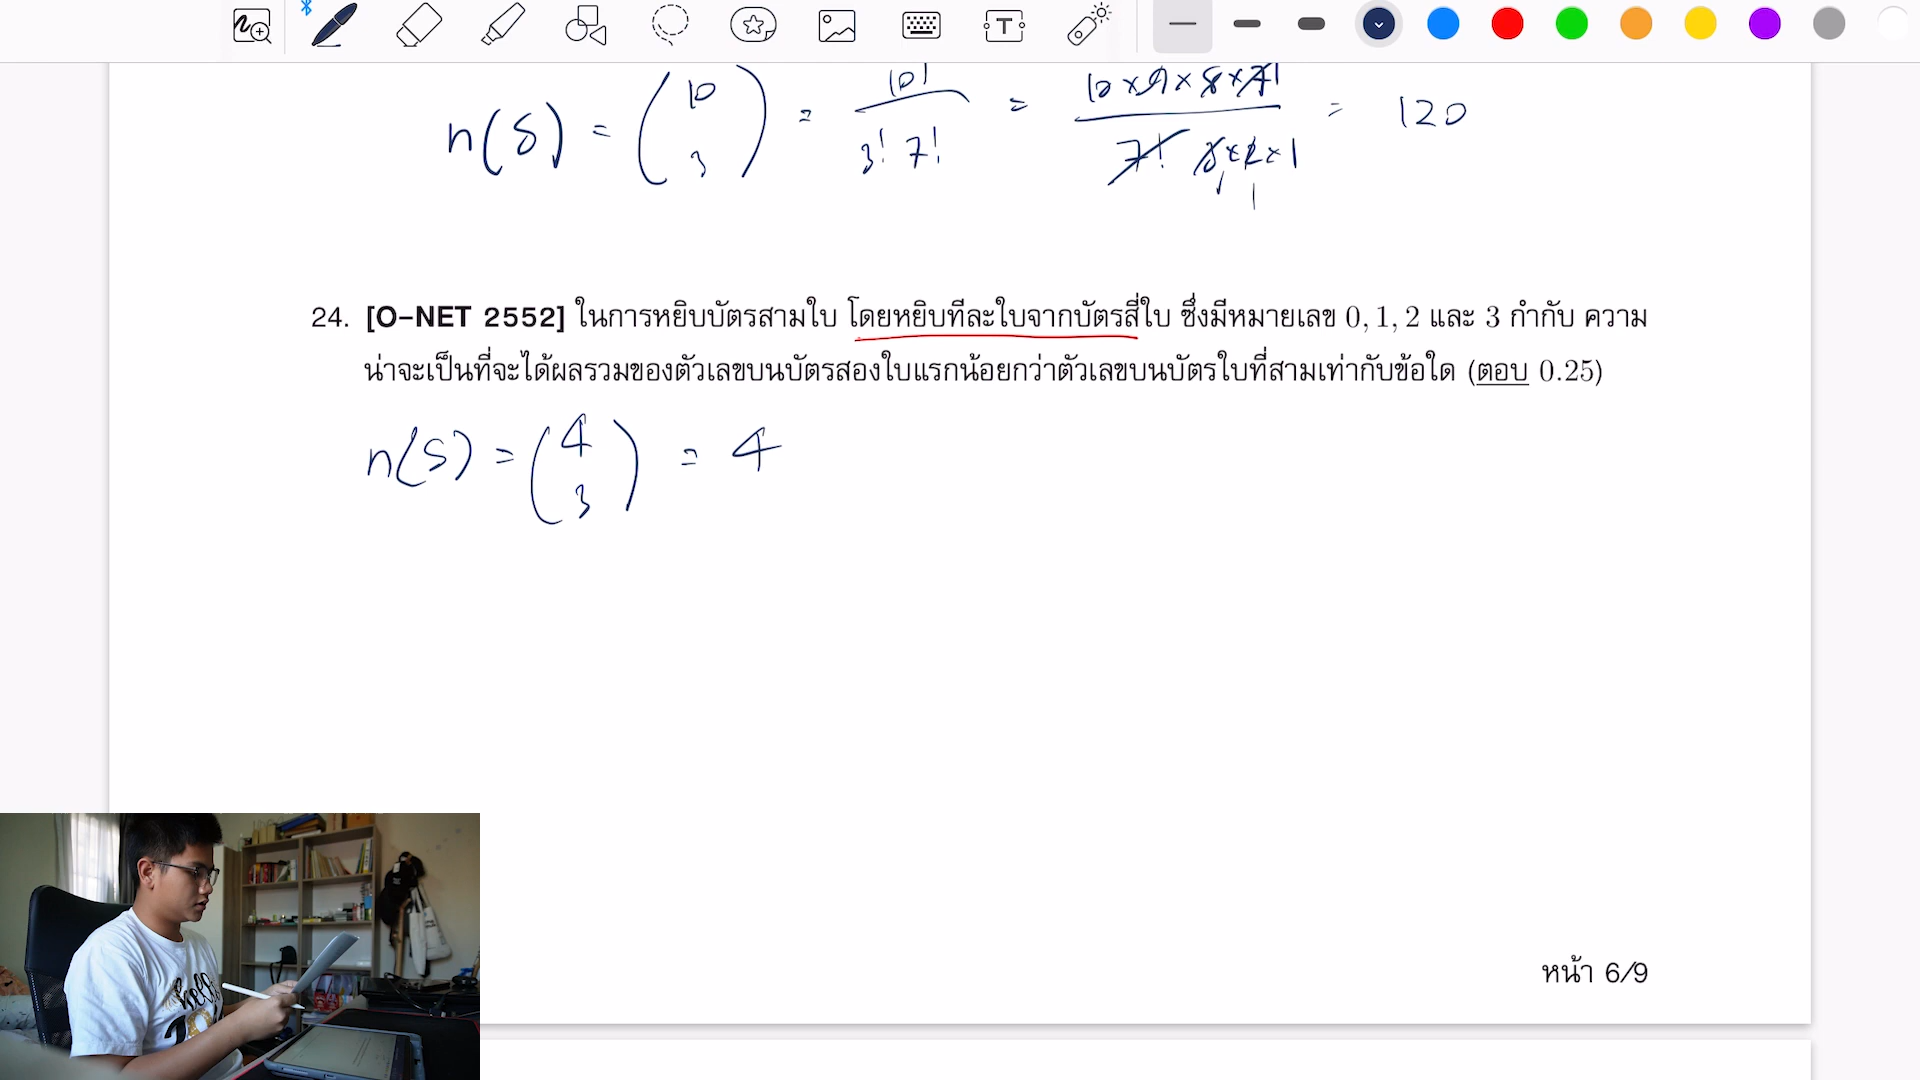 n(S) = (10 3) = 10! / 3! 7! = 10 × 9 × 8 × 7! / 7! 3 × 2 × 1 = 120
1
24. [O-NET 2552] ในการหยิบบัตรสามใบ โดยหยิบทีละใบจากบัตรสี่ใบ ซึ่งมีหมายเลข 0, 1, 2 และ 3 กำกับ ความ
น่าจะเป็นที่จะได้ผลรวมของตัวเลขบนบัตรสองใบแรกน้อยกว่าตัวเลขบนบัตรใบที่สามเท่ากับข้อใด (ตอบ 0.25)
n(S) = (4 3) = 4
hello
หน้า 6/9